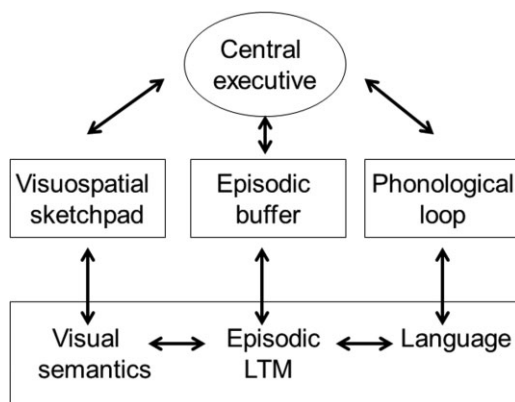 Central
executive
Visuospatial
sketchpad
Episodic
buffer
Phonological
loop
Visual
semantics
Episodic
LTM
Language